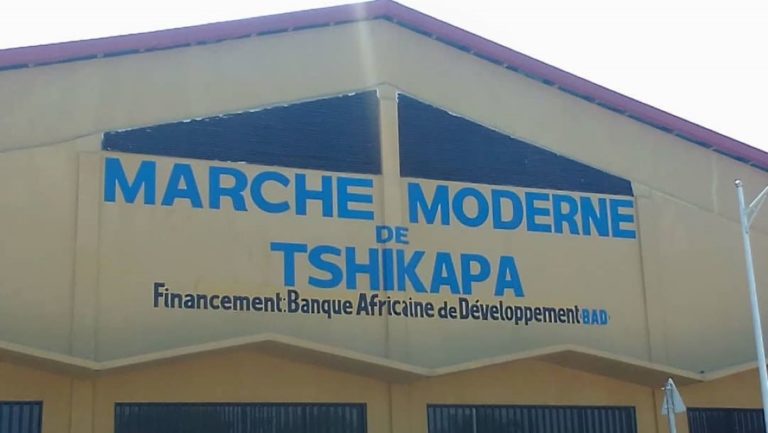 MARCHE MODERNE
DE
TSHIKAPA
Financement: Banque Africaine de Développement BAD